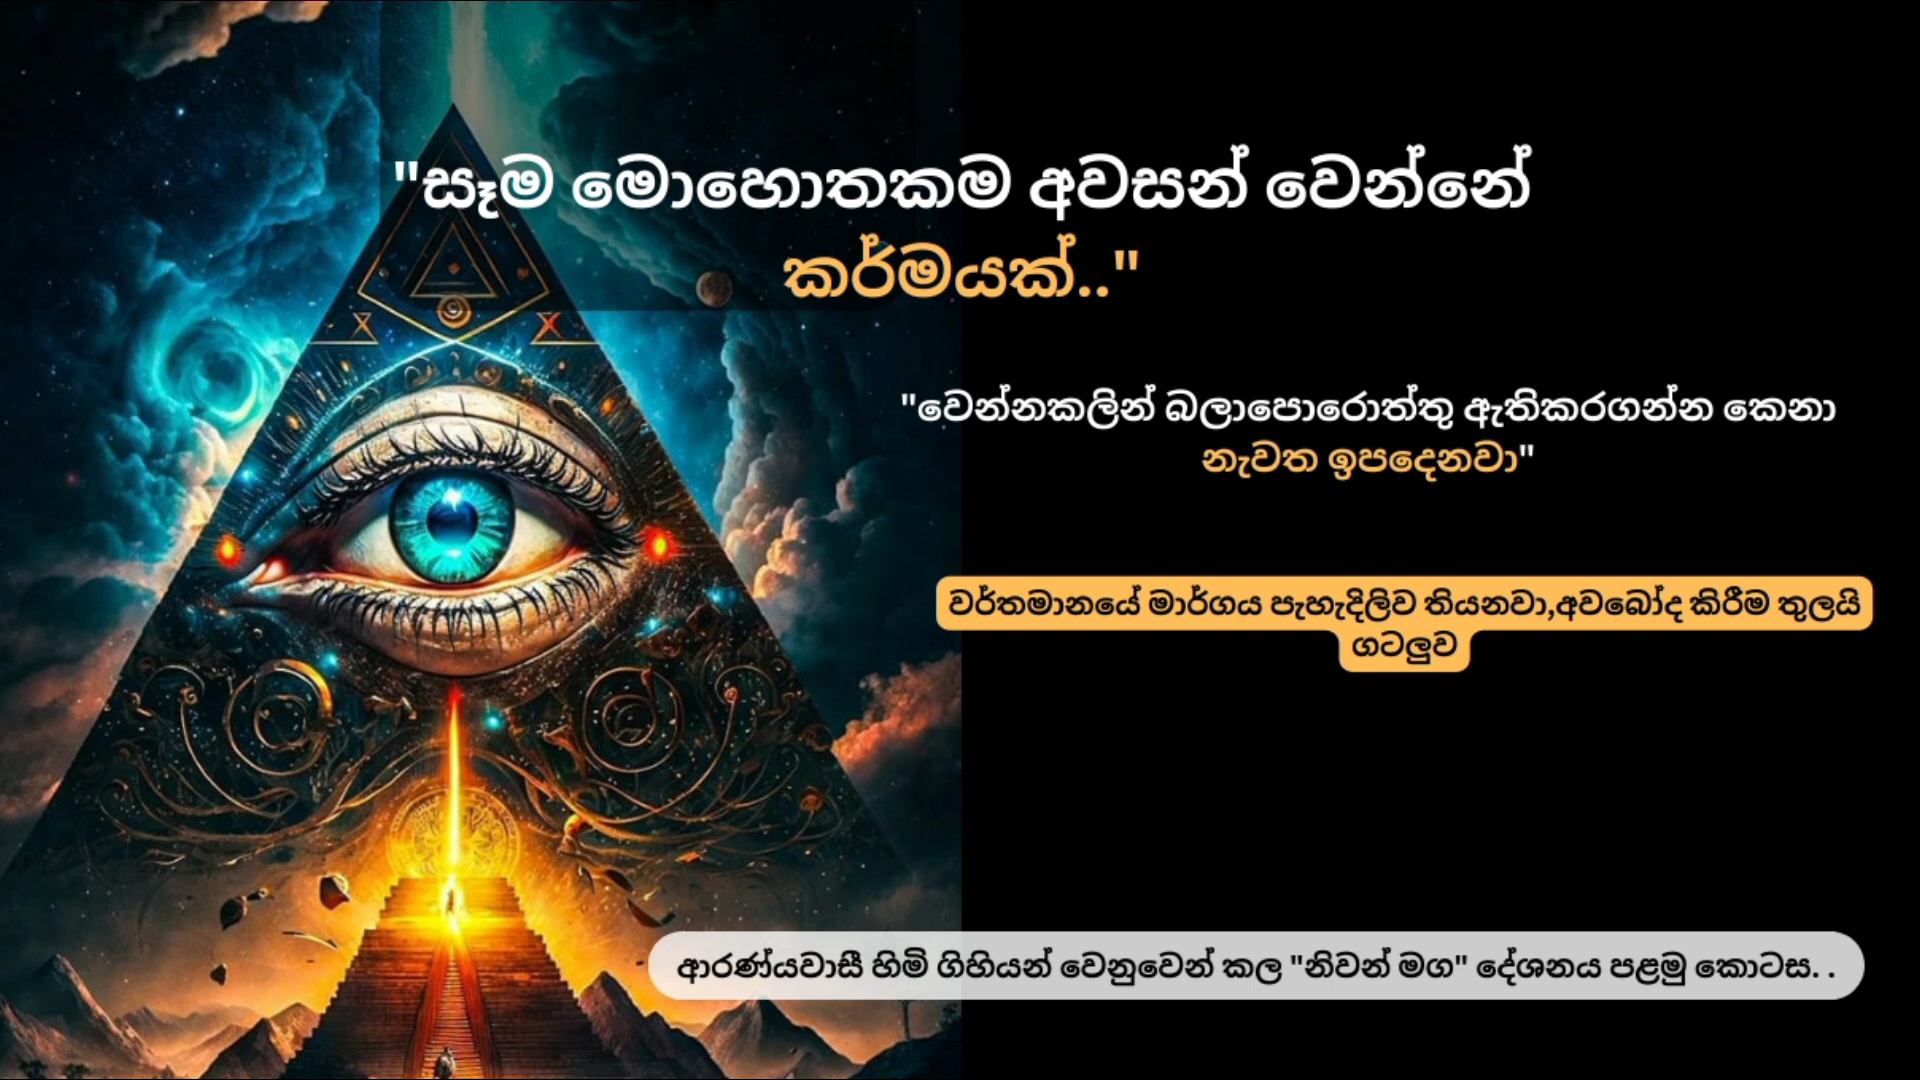 "සෑම මොහොතකම අවසන් වෙන්නේ
කර්මයක්.."
"වෙන්නකලින් බලාපොරොත්තු ඇතිකරගන්න කෙනා
නැවත ඉපදෙනවා"
වර්තමානයේ මාර්ගය පැහැදිලිව තියනවා,අවබෝද කිරීම තුලයි
ගටලුව
ආරණ්යවාසී හිමි ගිහියන් වෙනුවෙන් කල "නිවන් මග" දේශනය පළමු කොටස. .